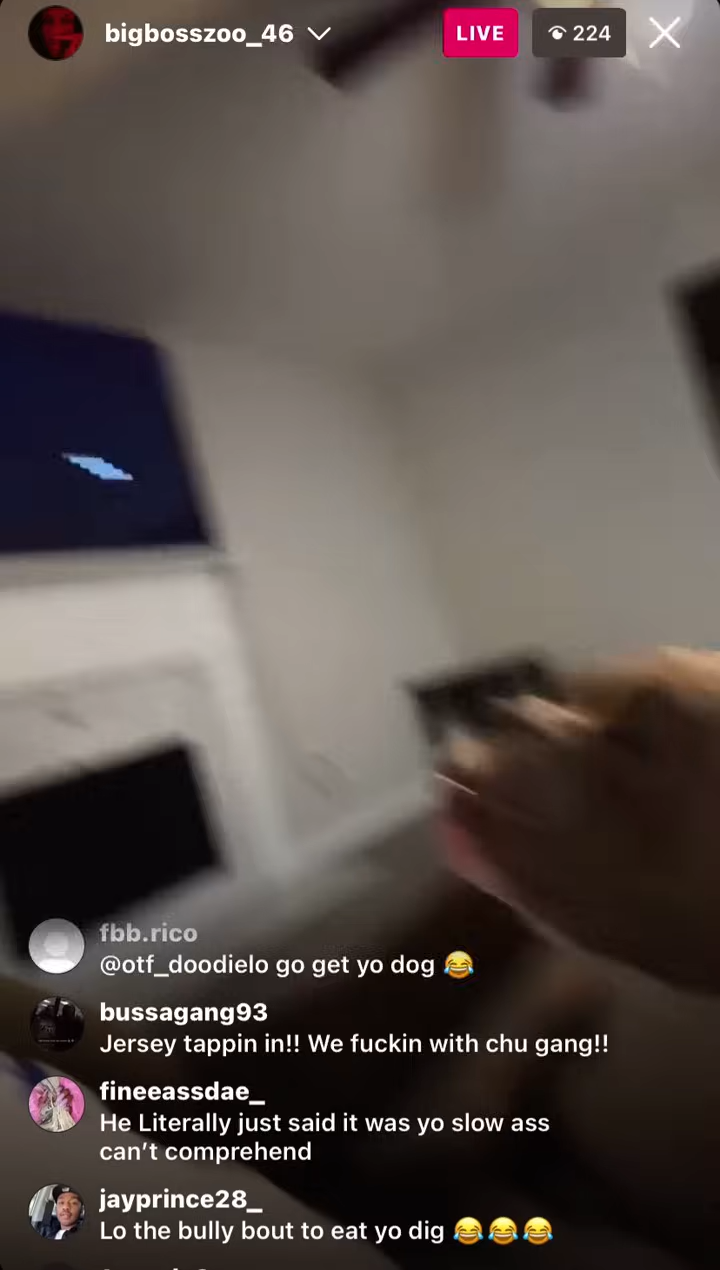 bigbosszoo_46
LIVE
224
fbb.rico
@otf_doodielo go get yo dog 😂
bussagang93
Jersey tappin in!! We fuckin with chu gang!!
fineeassdae_
He Literally just said it was yo slow ass
can’t comprehend
jayprince28_
Lo the bully bout to eat yo dig 😂😂😂